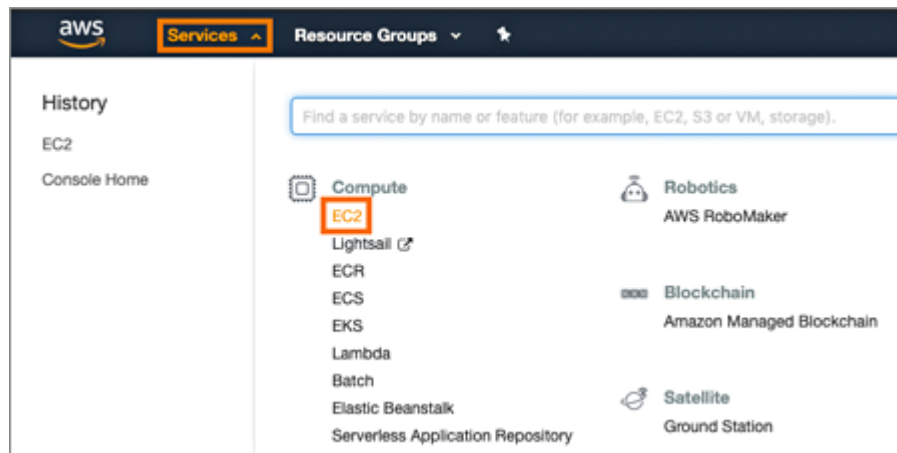 aws
Services
Resource Groups
History
EC2
Console Home
Find a service by name or feature (for example, EC2, S3 or VM, storage).
Compute
EC2
Lightsail
ECR
ECS
EKS
Lambda
Batch
Elastic Beanstalk
Serverless Application Repository
Robotics
AWS RoboMaker
Blockchain
Amazon Managed Blockchain
Satellite
Ground Station